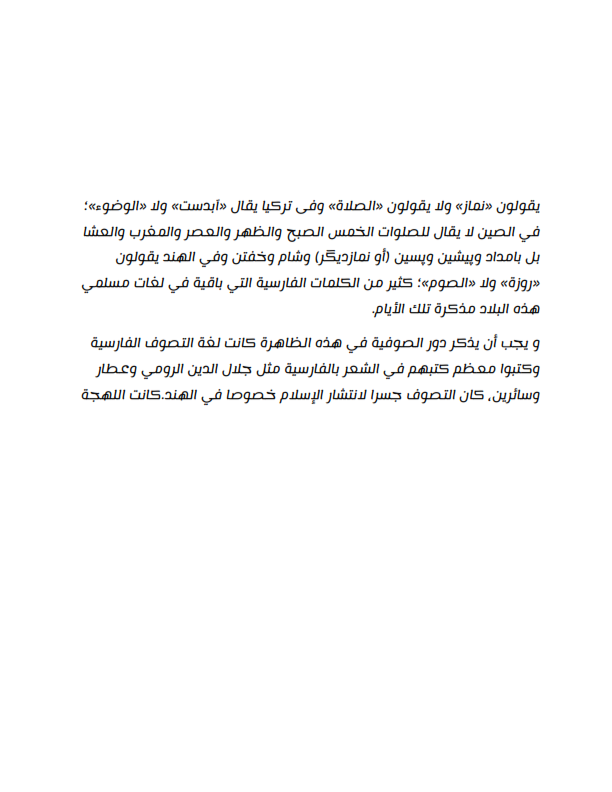 يقولون «نماز» ولا يقولون «الصلاة» وفى تركيا يقال «آبدست» ولا «الوضوء»؛
في الصين لا يقال للصلوات الخمس الصبح والظهر والعصر والمغرب والعشا
بل بامداد وپيشين وپسين (أو نمازديگر) وشام وخفتن وفي الهند يقولون
«روزة» ولا «الصوم»؛ كثير من الكلمات الفارسية التي باقية في لغات مسلمي
هذه البلاد مذكرة تلك الأيام.
و يجب أن يذكر دور الصوفية في هذه الظاهرة كانت لغة التصوف الفارسية
وكتبوا معظم كتبهم في الشعر بالفارسية مثل جلال الدين الرومي وعطار
وسائرين، كان التصوف جسرا لانتشار الإسلام خصوصا في الهند.كانت اللهجة